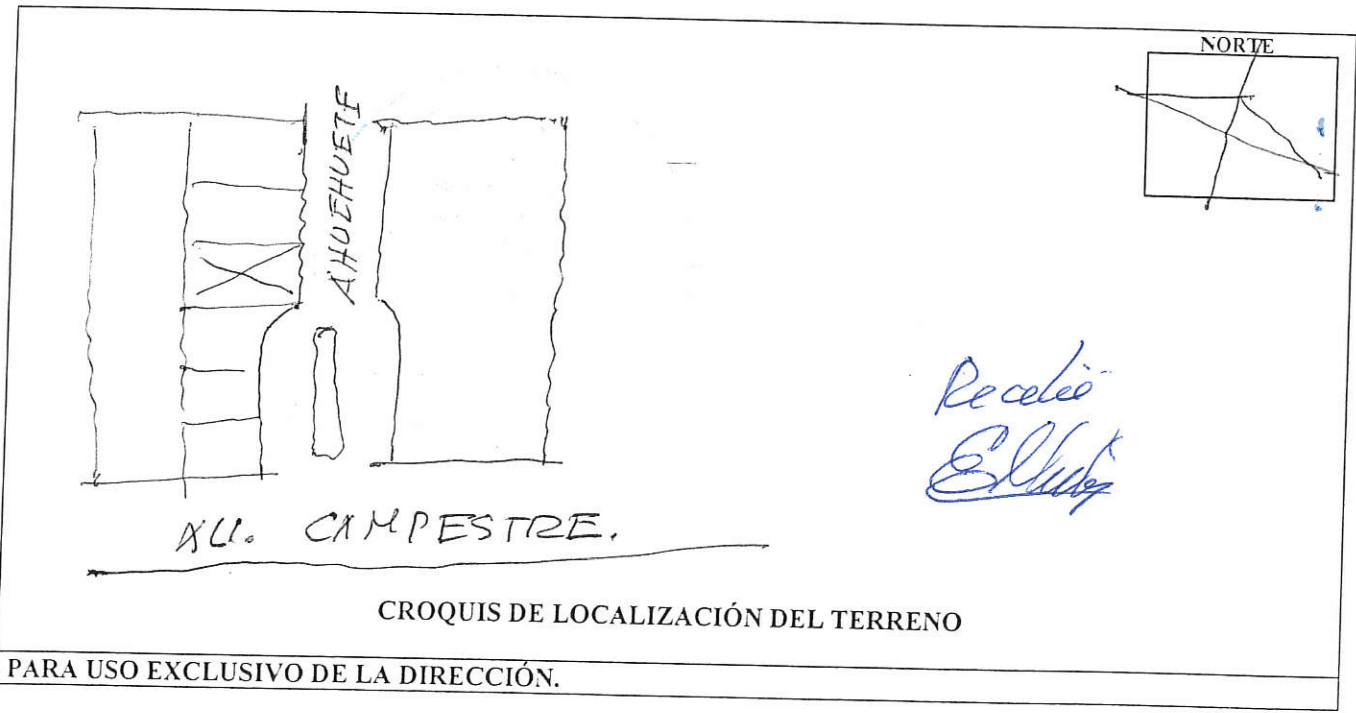 NORTE
AHUEHUETE
Recibió
AV. CAMPESTRE.
CROQUIS DE LOCALIZACIÓN DEL TERRENO
PARA USO EXCLUSIVO DE LA DIRECCIÓN.